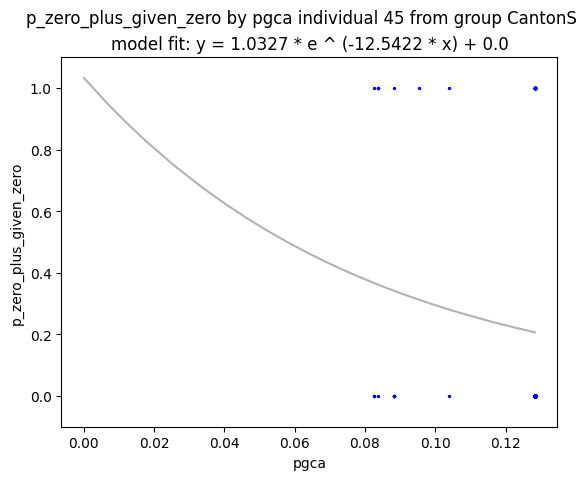 p_zero_plus_given_zero by pgca individual 45 from group CantonS
model fit: y = 1.0327 * e ^ (-12.5422 * x) + 0.0
1.0
0.8
0.6
0.4
0.2
0.0
p_zero_plus_given_zero
0.00 0.02 0.04 0.06 0.08 0.10 0.12
pgca